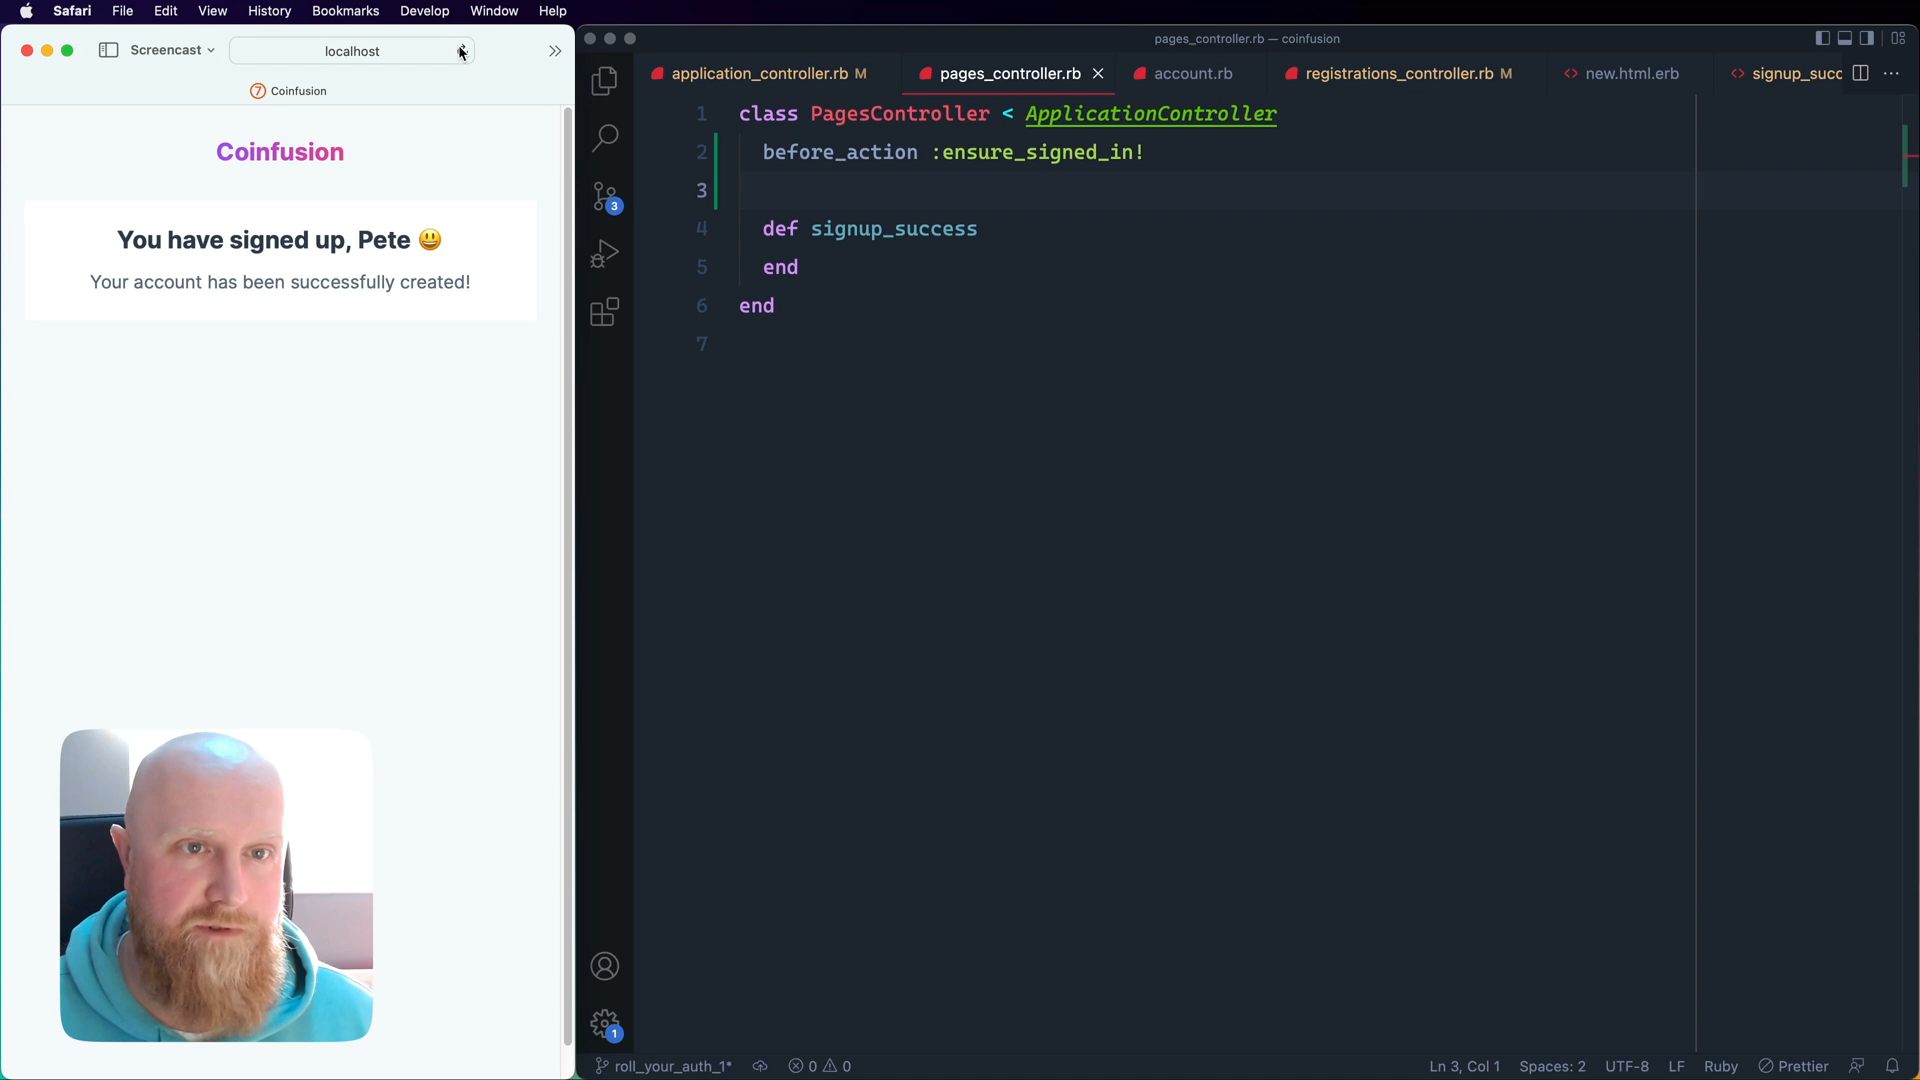 Safari File Edit View History Bookmarks Develop Window Help
Screencast
localhost
Coinfusion
Coinfusion
You have signed up, Pete 😃
Your account has been successfully created!
pages_controller.rb — coinfusion
application_controller.rb M
pages_controller.rb
account.rb
registrations_controller.rb M
new.html.erb
signup_succ
1 class PagesController < ApplicationController
2 before_action :ensure_signed_in!
3
4 def signup_success
5 end
6 end
7
3
1
roll_your_auth_1* 0 0 Ln 3, Col 1 Spaces: 2 UTF-8 LF Ruby Prettier